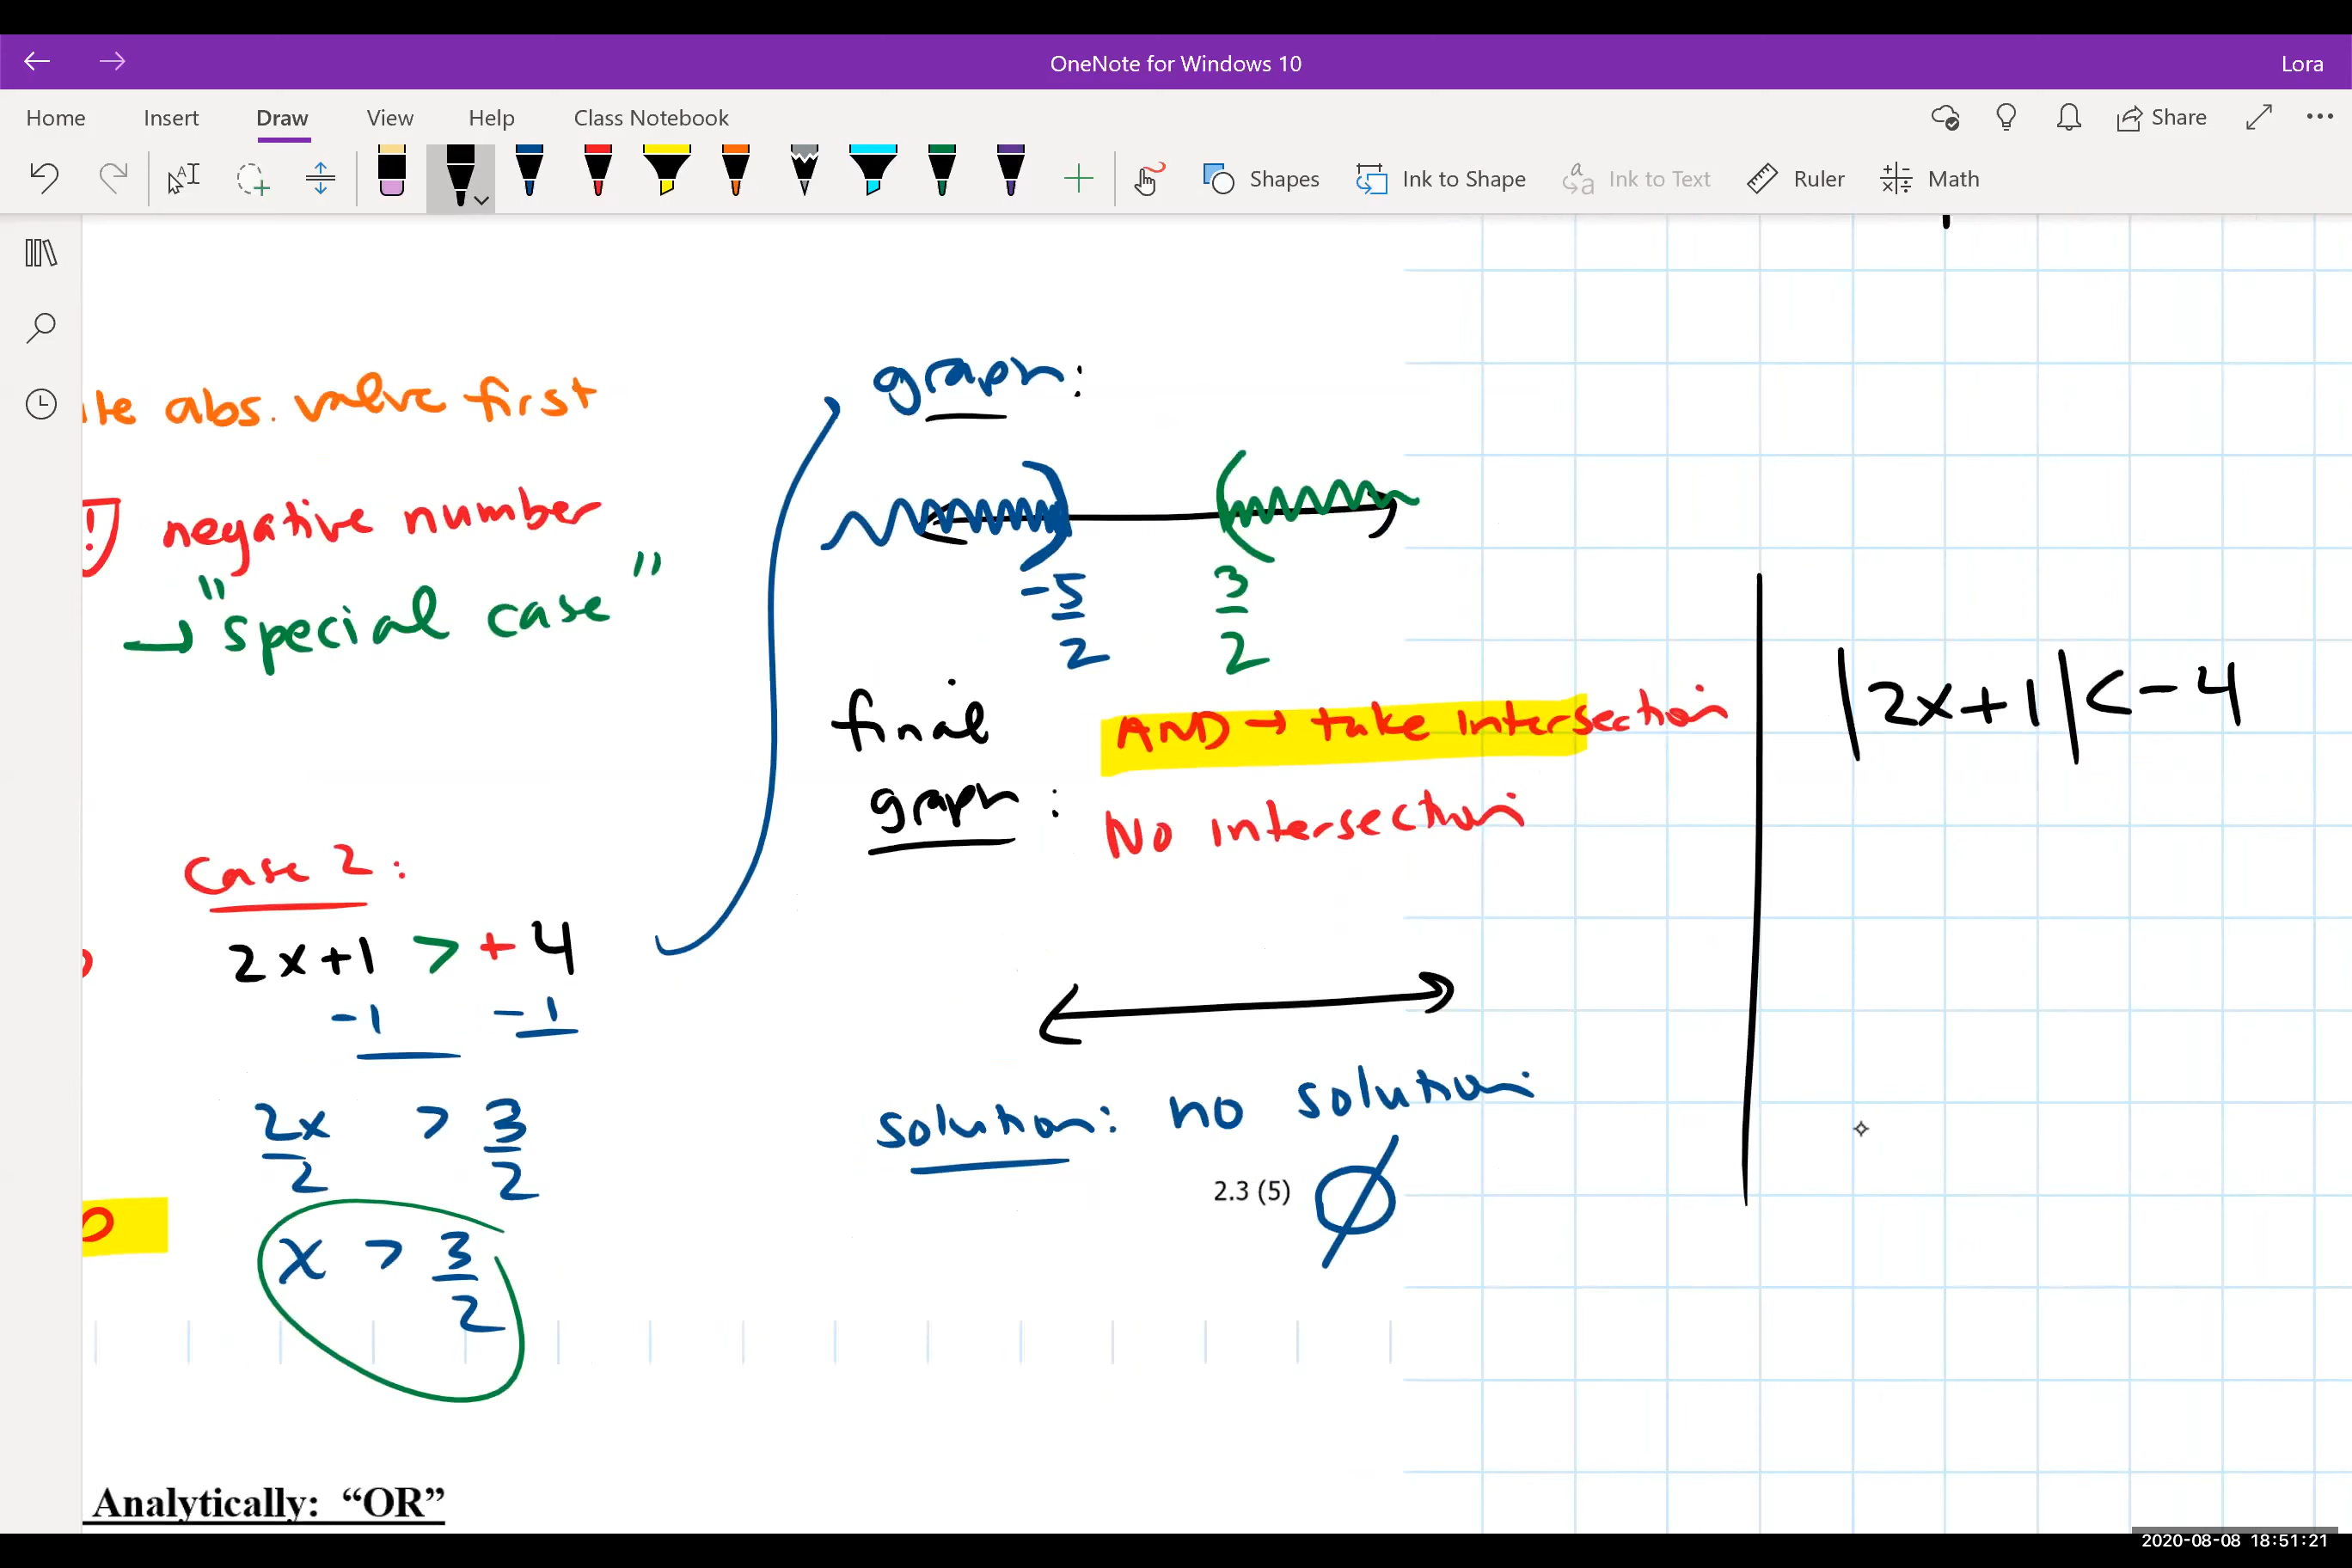 OneNote for Windows 10
Lora
Home Insert Draw View Help Class Notebook
Share
Shapes Ink to Shape Ink to Text Ruler Math
abs. value first
! negative number
→ "special case"
Case 2:
2x+1 > +4
-1 -1
2x/2 > 3/2
x > 3/2
graph:
-5/2 3/2
final graph:
AND → take intersection
No intersection
solution: no solution
2.3 (5) Ø
|2x+1|<-4
Analytically: “OR”
2020-08-08 18:51:21